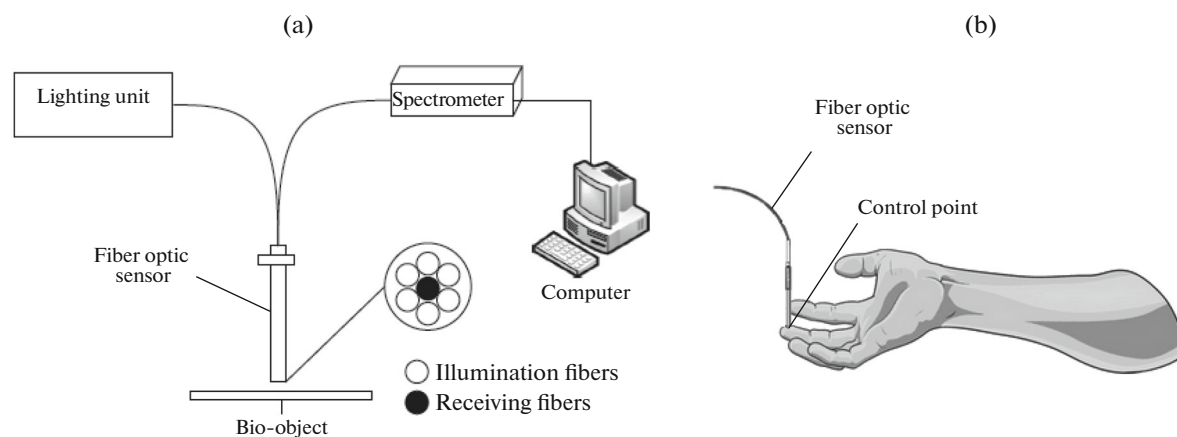 (a)
Lighting unit
Spectrometer
Fiber optic
sensor
Computer
Illumination fibers
Receiving fibers
Bio-object
(b)
Fiber optic
sensor
Control point